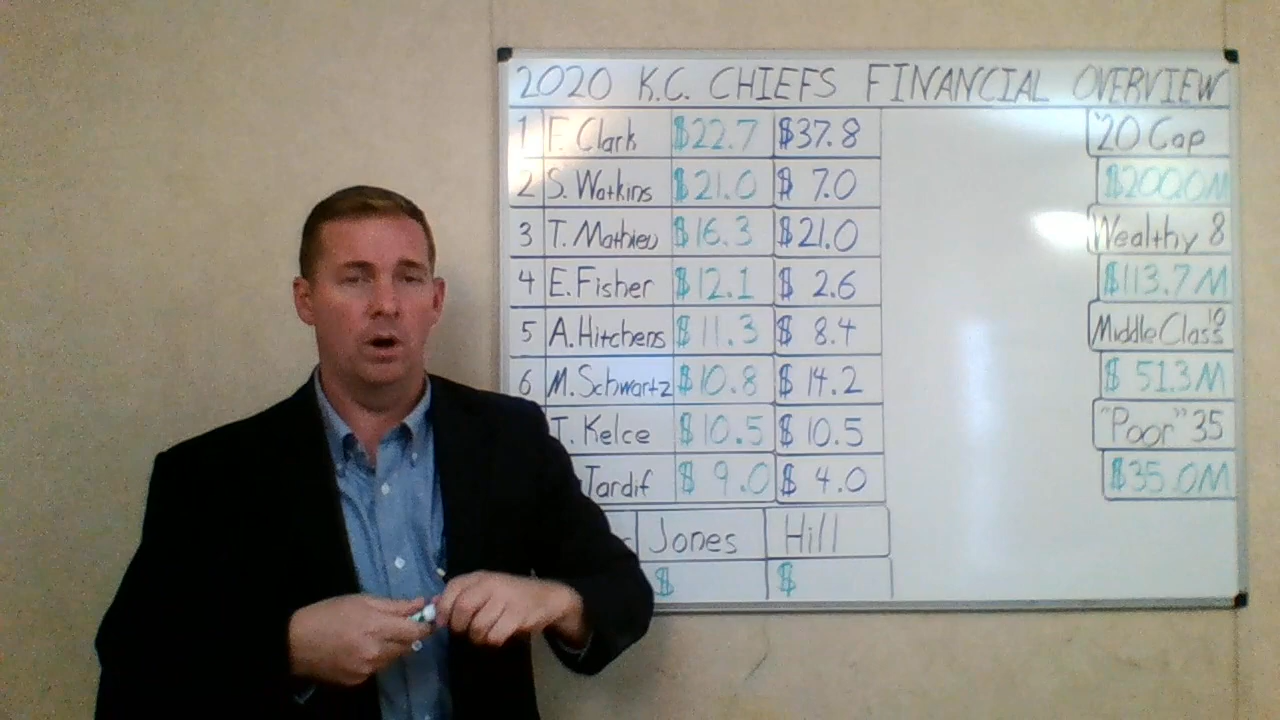 2020 K.C. CHIEFS FINANCIAL OVERVIEW
1 F. Clark $22.7 $37.8
2 S. Watkins $21.0 $ 7.0
3 T. Mathieu $16.3 $21.0
4 E. Fisher $12.1 $ 2.6
5 A. Hitchens $11.3 $ 8.4
6 M. Schwartz $10.8 $ 14.2
T. Kelce $10.5 $ 10.5
Tardif $ 9.0 $ 4.0
Jones Hill
$ $
'20 Cap
$200.0M
Wealthy 8
$113.7M
Middle Class 10
$ 51.3M
"Poor" 35
$35.0M